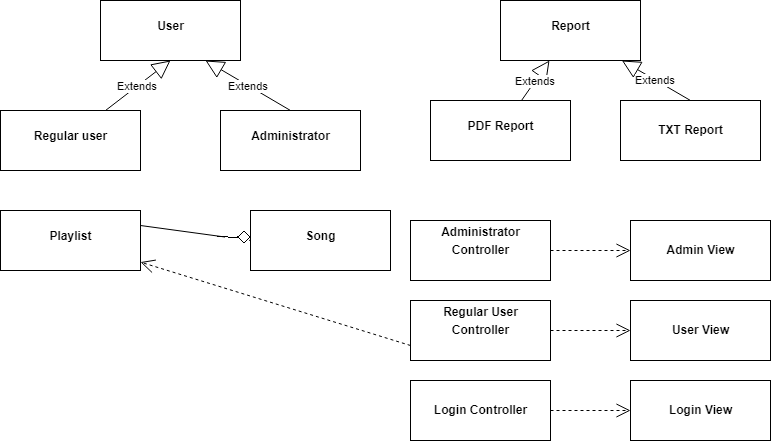 User
Report
Extends
Extends
Extends
Extends
Regular user
Administrator
PDF Report
TXT Report
Playlist
Song
Administrator
Controller
Admin View
Regular User
Controller
User View
Login Controller
Login View